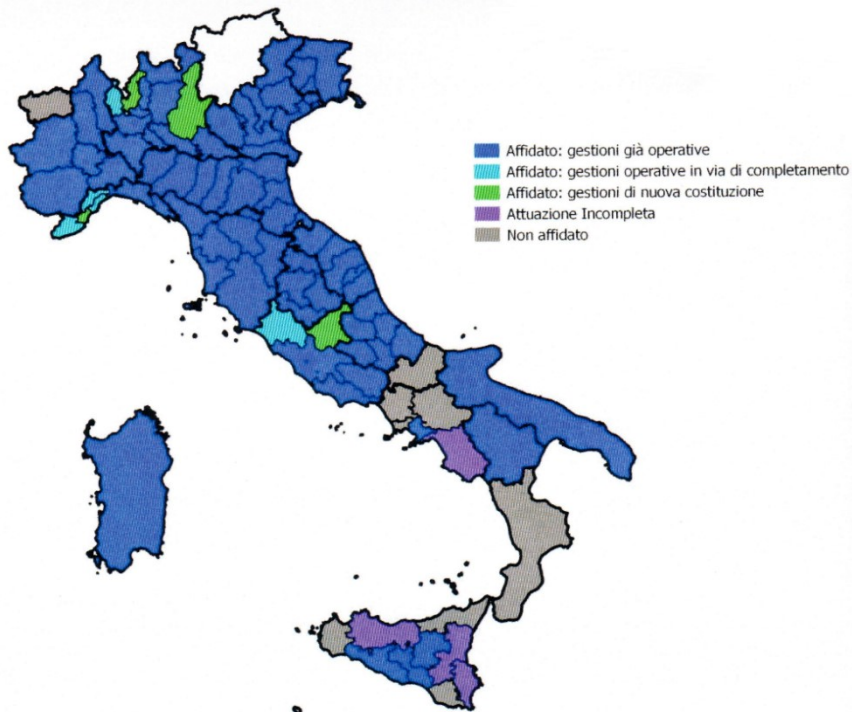 Affidato: gestioni già operative
Affidato: gestioni operative in via di completamento
Affidato: gestioni di nuova costituzione
Attuazione Incompleta
Non affidato